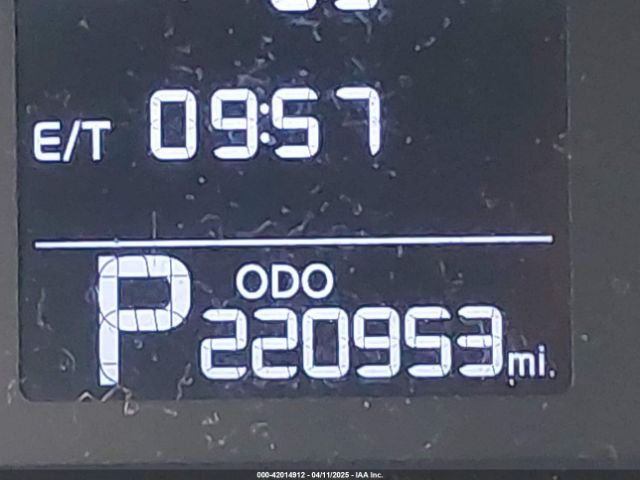 E/T 09:57
ODO
P 220953 mi.
000-42014912 - 04/11/2025 - IAA Inc.